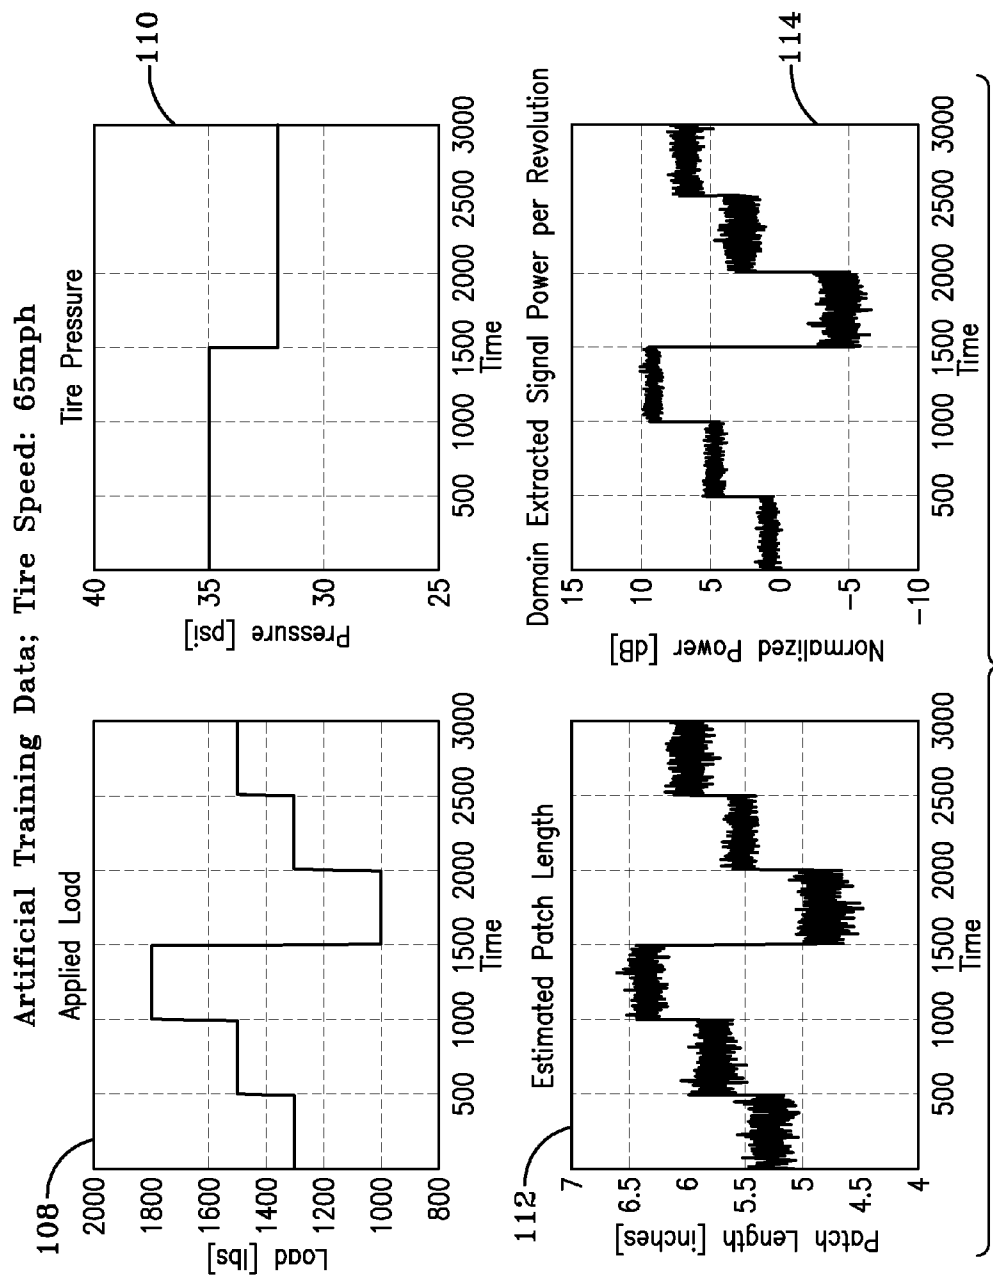 Artificial Training Data; Tire Speed: 65mph
108
Applied Load
Load [lbs]
2000
1800
1600
1400
1200
1000
800
500 1000 1500 2000 2500 3000
Time
110
Tire Pressure
Pressure [psi]
40
35
30
25
500 1000 1500 2000 2500 3000
Time
112
Estimated Patch Length
Patch Length [inches]
7
6.5
6
5.5
5
4.5
4
500 1000 1500 2000 2500 3000
Time
114
Domain Extracted Signal Power per Revolution
Normalized Power [dB]
15
10
5
0
-5
-10
500 1000 1500 2000 2500 3000
Time